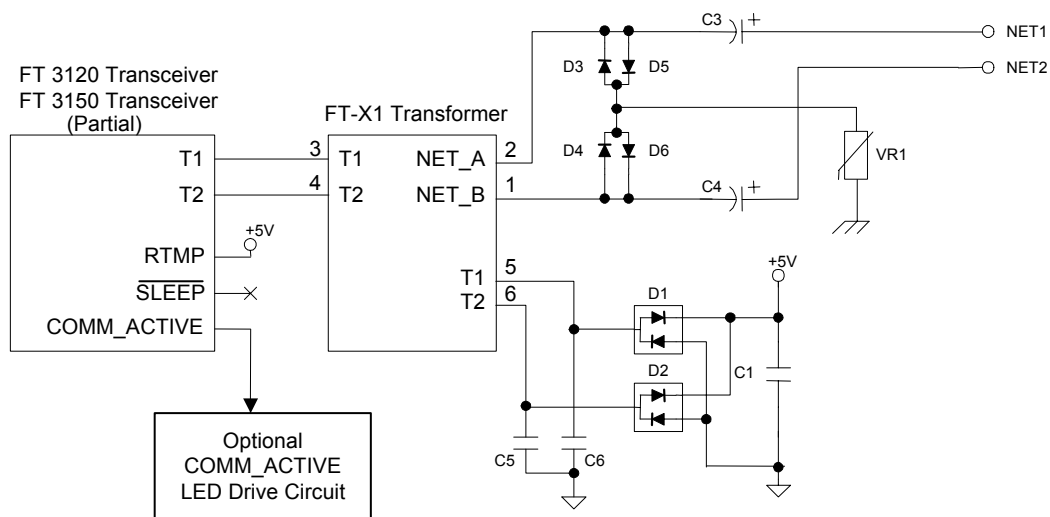 C3
+
NET1
NET2
FT 3120 Transceiver
FT 3150 Transceiver
(Partial)
D3
D5
FT-X1 Transformer
T1
3
T1
NET_A
2
D4
D6
VR1
T2
4
T2
NET_B
1
C4
+
+5V
RTMP
SLEEP
COMM_ACTIVE
T1
5
T2
6
+5V
D1
D2
C1
Optional
COMM_ACTIVE
LED Drive Circuit
C5
C6